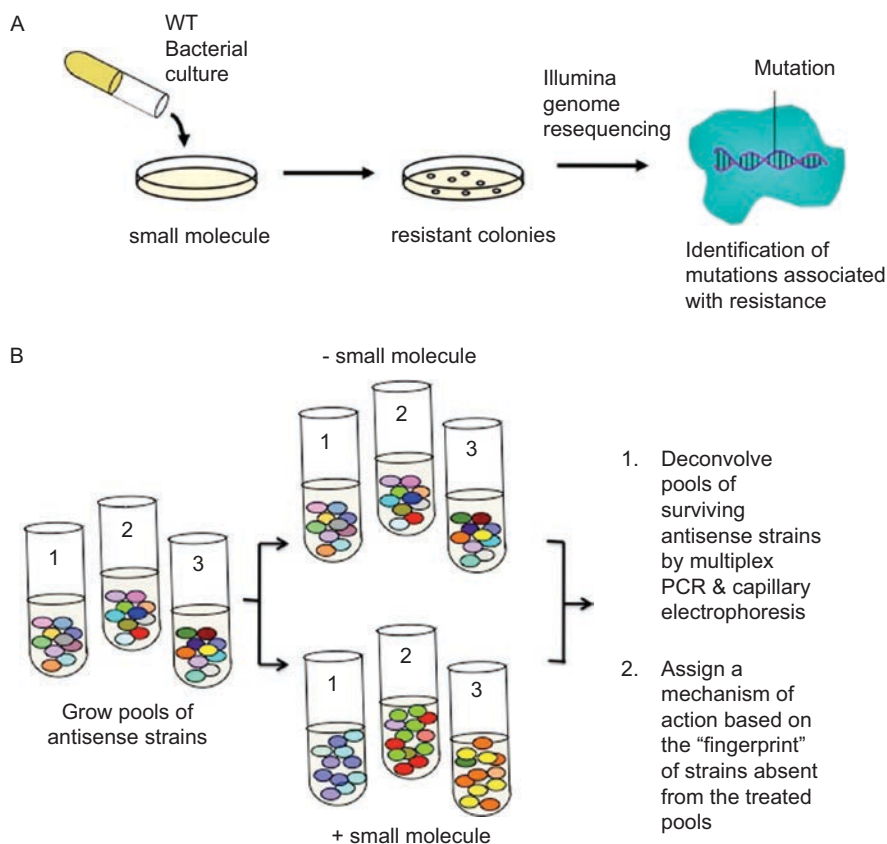 A
WT
Bacterial
culture
small molecule
resistant colonies
Illumina
genome
resequencing
Mutation
Identification of
mutations associated
with resistance
B
- small molecule
1
2
3
1
2
3
Grow pools of
antisense strains
1
2
3
+ small molecule
1. Deconvolve
pools of
surviving
antisense strains
by multiplex
PCR & capillary
electrophoresis
2. Assign a
mechanism of
action based on
the “fingerprint”
of strains absent
from the treated
pools